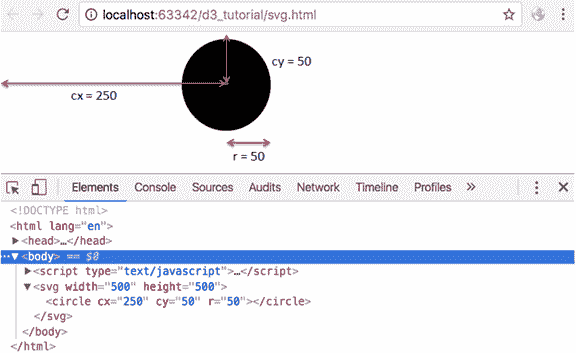 localhost:63342/d3_tutorial/svg.html
cy = 50
cx = 250
r = 50
Elements Console Sources Audits Network Timeline Profiles »
<!DOCTYPE html>
<html lang="en">
▶<head>…</head>
…▼<body> == $0
▶<script type="text/javascript">…</script>
▼<svg width="500" height="500">
<circle cx="250" cy="50" r="50"></circle>
</svg>
</body>
</html>